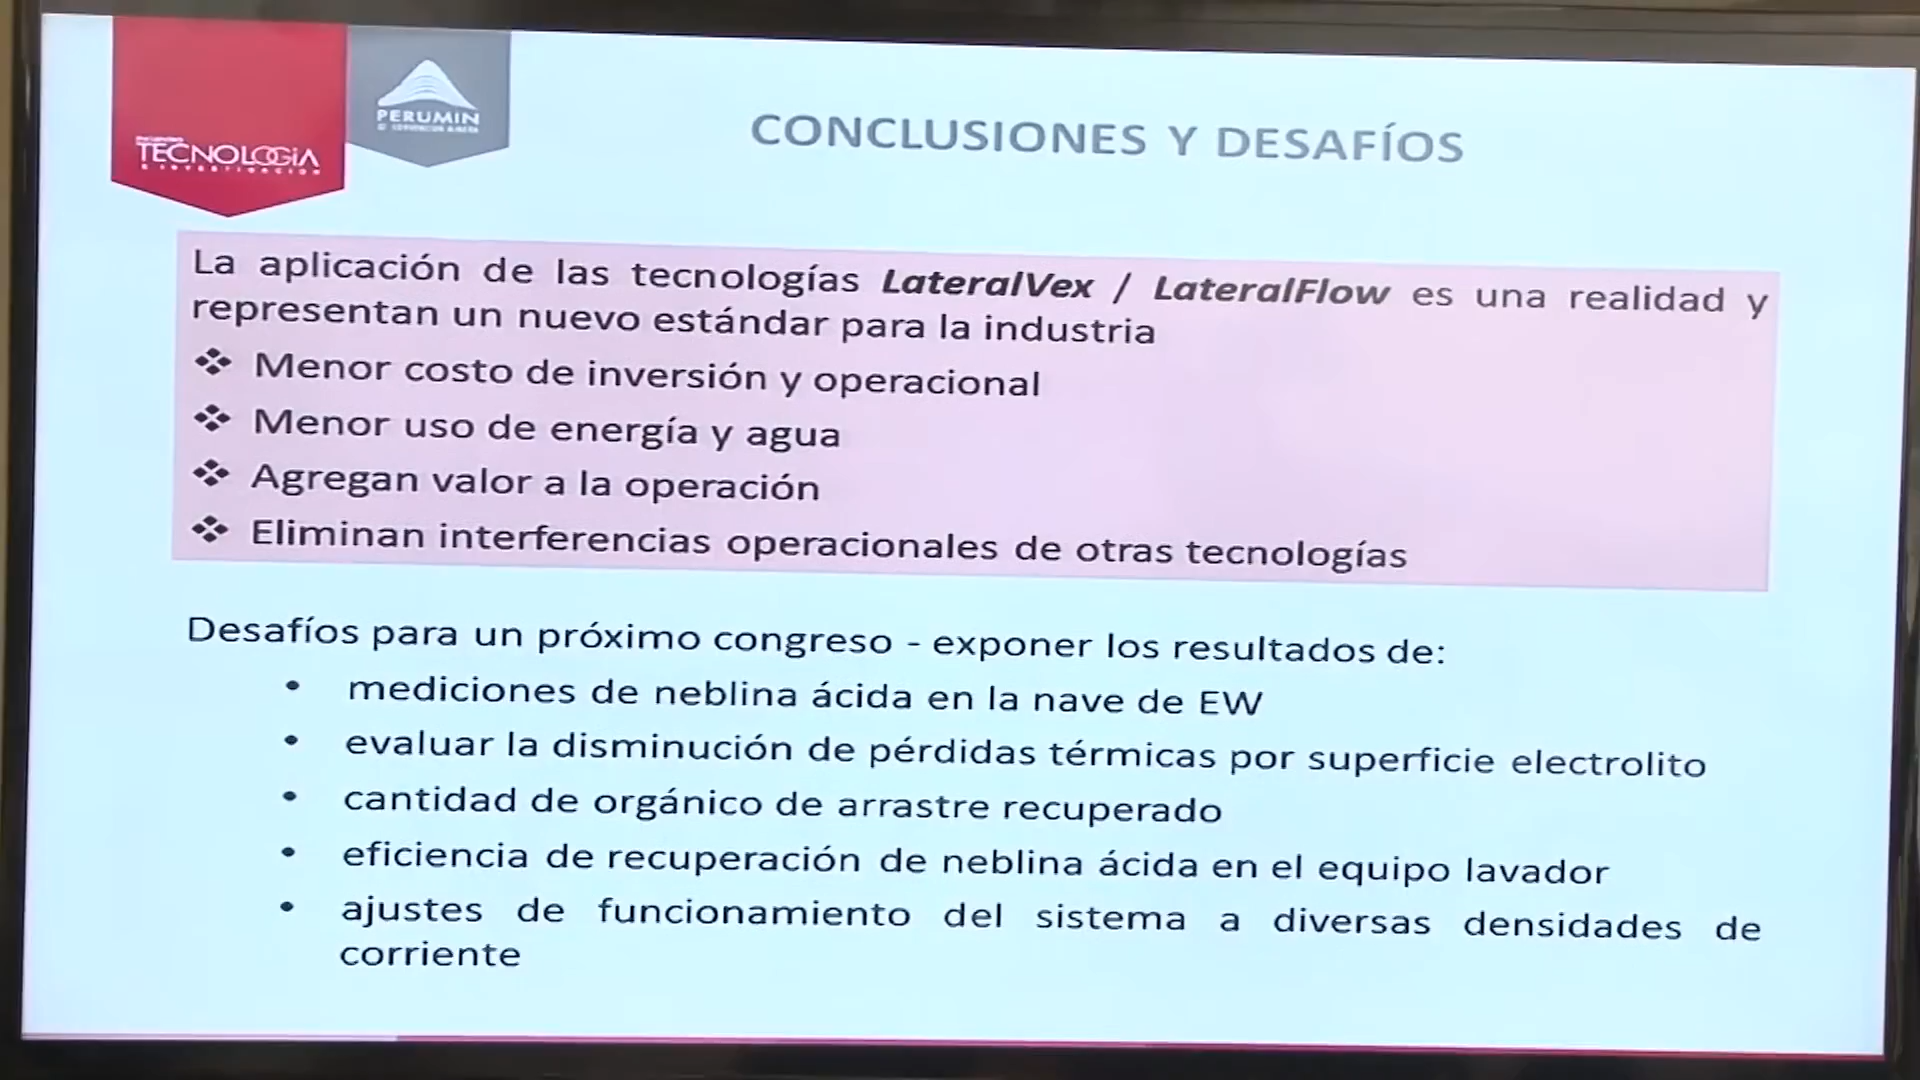 TECNOLOGÍA
PERUMIN
CONCLUSIONES Y DESAFÍOS
La aplicación de las tecnologías LateralVex / LateralFlow es una realidad y
representan un nuevo estándar para la industria
❖ Menor costo de inversión y operacional
❖ Menor uso de energía y agua
❖ Agregan valor a la operación
❖ Eliminan interferencias operacionales de otras tecnologías
Desafíos para un próximo congreso - exponer los resultados de:
• mediciones de neblina ácida en la nave de EW
• evaluar la disminución de pérdidas térmicas por superficie electrolito
• cantidad de orgánico de arrastre recuperado
• eficiencia de recuperación de neblina ácida en el equipo lavador
• ajustes de funcionamiento del sistema a diversas densidades de
corriente